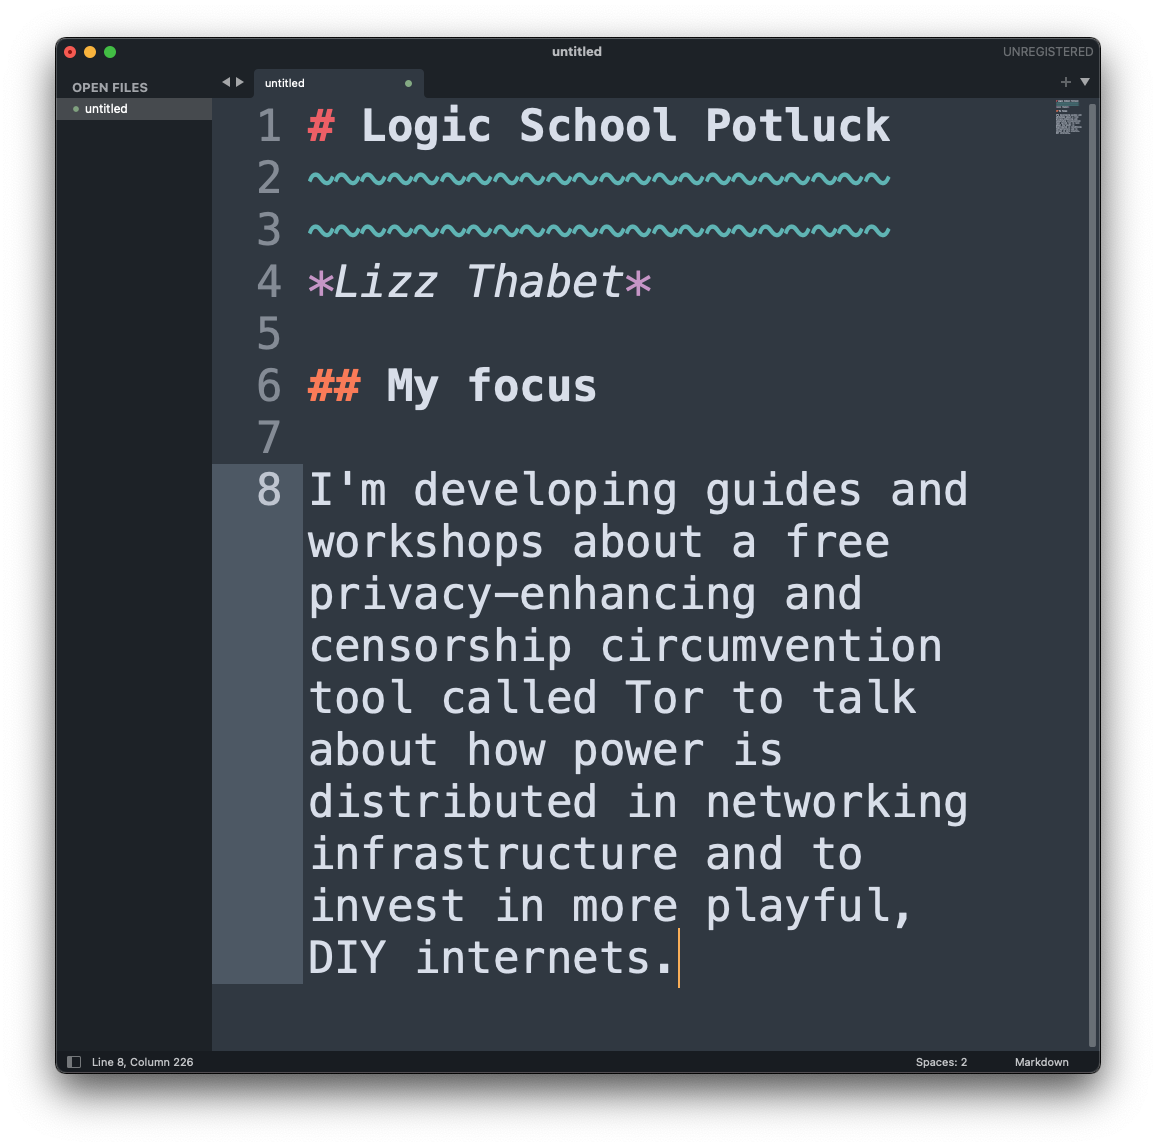 untitled
UNREGISTERED
OPEN FILES
untitled
untitled
1 # Logic School Potluck
2 ~~~~~~~~~~~~~~~~~~~~~~
3 ~~~~~~~~~~~~~~~~~~~~~~
4 *Lizz Thabet*
5
6 ## My focus
7
8 I'm developing guides and
workshops about a free
privacy-enhancing and
censorship circumvention
tool called Tor to talk
about how power is
distributed in networking
infrastructure and to
invest in more playful,
DIY internets.
Line 8, Column 226
Spaces: 2
Markdown